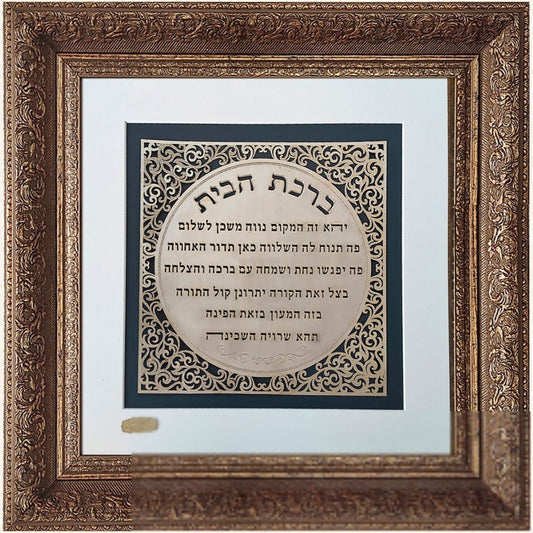 ברכת הבית
יהא זה המקום נווה משכן לשלום
פה תנוח לה השלווה כאן תדור האחווה
פה יפגשו נחת ושמחה עם ברכה והצלחה
בצל זאת הקורה יתרונן קול התורה
בזה המעון בזאת הפינה
תהא שרויה השכינה